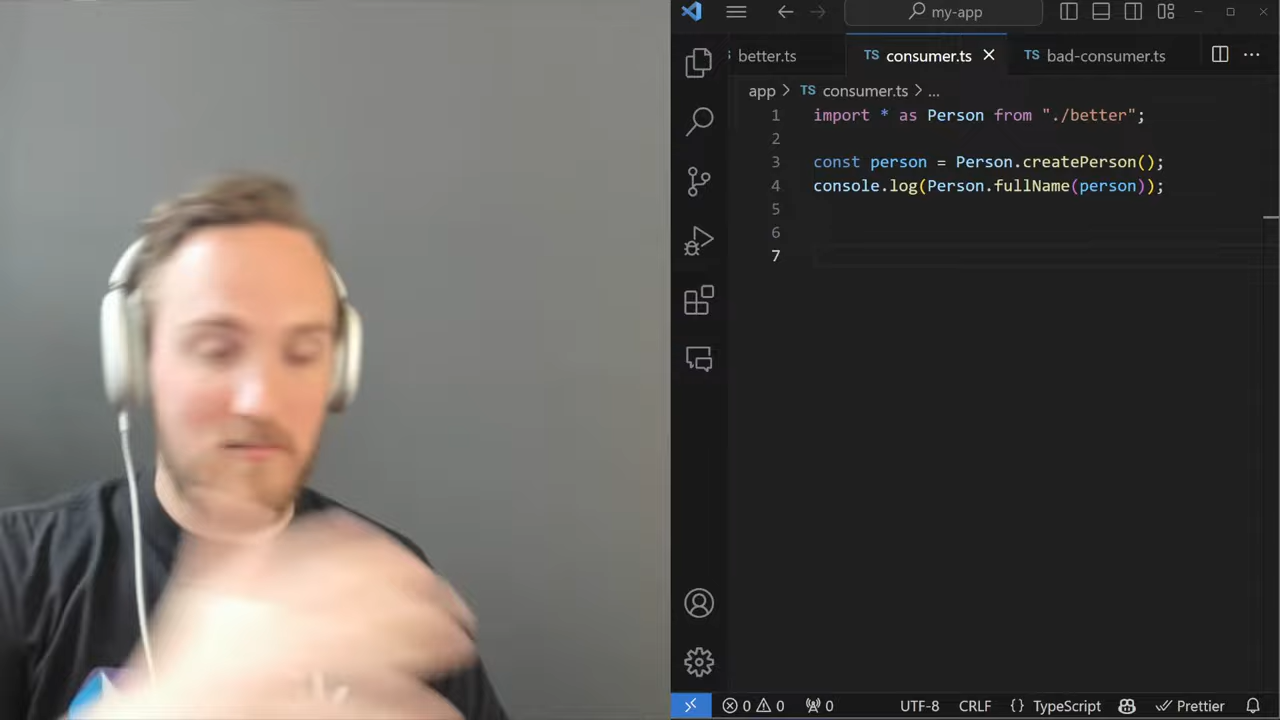 my-app
better.ts
TS consumer.ts
TS bad-consumer.ts
app > TS consumer.ts > ...
1 import * as Person from "./better";
2
3 const person = Person.createPerson();
4 console.log(Person.fullName(person));
5
6
7
0 0 0 UTF-8 CRLF {} TypeScript Prettier